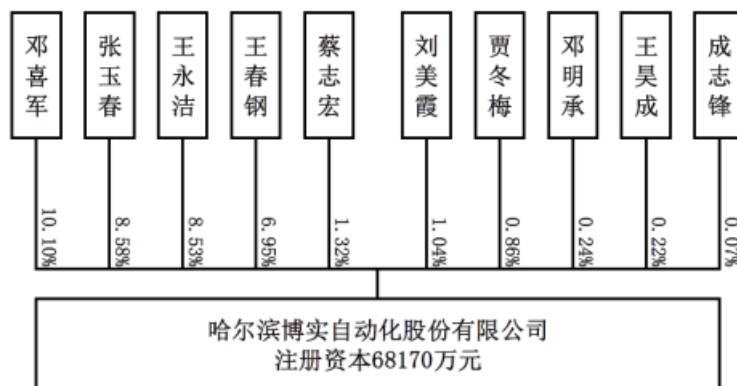 邓喜军
张玉春
王永洁
王春钢
蔡志宏
刘美霞
贾冬梅
邓明承
王昊成
成志锋
10.10%
8.58%
8.53%
6.95%
1.32%
1.04%
0.86%
0.24%
0.22%
0.07%
哈尔滨博实自动化股份有限公司
注册资本68170万元